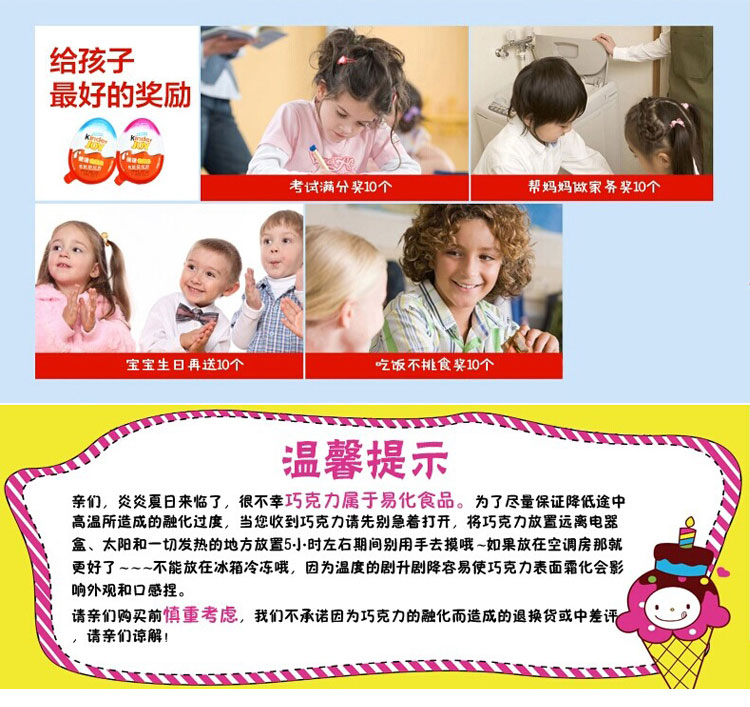 给孩子
最好的奖励
kinder
JOY
kinder
JOY
考试满分奖10个
帮妈妈做家务奖10个
宝宝生日再送10个
吃饭不挑食奖10个
温馨提示
亲们，炎炎夏日来临了，很不幸巧克力属于易化食品。为了尽量保证降低途中
高温所造成的融化过度，当您收到巧克力请先别急着打开，将巧克力放置远离电器
盒、太阳和一切发热的地方放置5小时左右期间别用手去摸哦~如果放在空调房那就
更好了~~~不能放在冰箱冷冻哦，因为温度的剧升剧降容易使巧克力表面霜化会影
响外观和口感捏。
请亲们购买前慎重考虑，我们不承诺因为巧克力的融化而造成的退换货或中差评
，请亲们谅解！